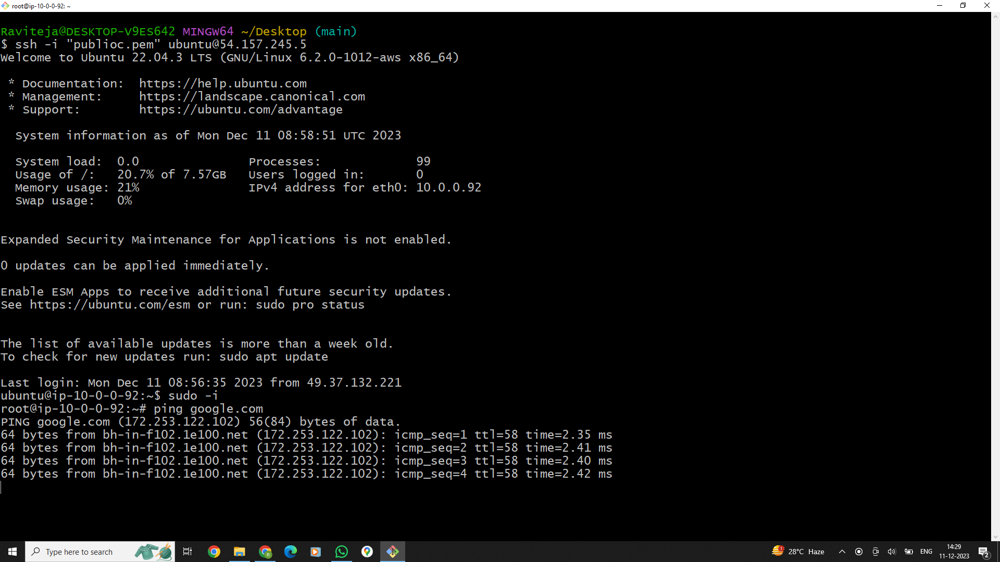 root@ip-10-0-0-92: ~
Raviteja@DESKTOP-V9ES642 MINGW64 ~/Desktop (main)
$ ssh -i "publioc.pem" ubuntu@54.157.245.5
Welcome to Ubuntu 22.04.3 LTS (GNU/Linux 6.2.0-1012-aws x86_64)
* Documentation:  https://help.ubuntu.com
* Management:     https://landscape.canonical.com
* Support:        https://ubuntu.com/advantage
System information as of Mon Dec 11 08:58:51 UTC 2023
System load:  0.0               Processes:             99
Usage of /:   20.7% of 7.57GB   Users logged in:       0
Memory usage: 21%               IPv4 address for eth0: 10.0.0.92
Swap usage:   0%
Expanded Security Maintenance for Applications is not enabled.
0 updates can be applied immediately.
Enable ESM Apps to receive additional future security updates.
See https://ubuntu.com/esm or run: sudo pro status
The list of available updates is more than a week old.
To check for new updates run: sudo apt update
Last login: Mon Dec 11 08:56:35 2023 from 49.37.132.221
ubuntu@ip-10-0-0-92:~$ sudo -i
root@ip-10-0-0-92:~# ping google.com
PING google.com (172.253.122.102) 56(84) bytes of data.
64 bytes from bh-in-f102.1e100.net (172.253.122.102): icmp_seq=1 ttl=58 time=2.35 ms
64 bytes from bh-in-f102.1e100.net (172.253.122.102): icmp_seq=2 ttl=58 time=2.41 ms
64 bytes from bh-in-f102.1e100.net (172.253.122.102): icmp_seq=3 ttl=58 time=2.40 ms
64 bytes from bh-in-f102.1e100.net (172.253.122.102): icmp_seq=4 ttl=58 time=2.42 ms
Type here to search
R
1
28°C Haze
ENG
14:29
11-12-2023
2